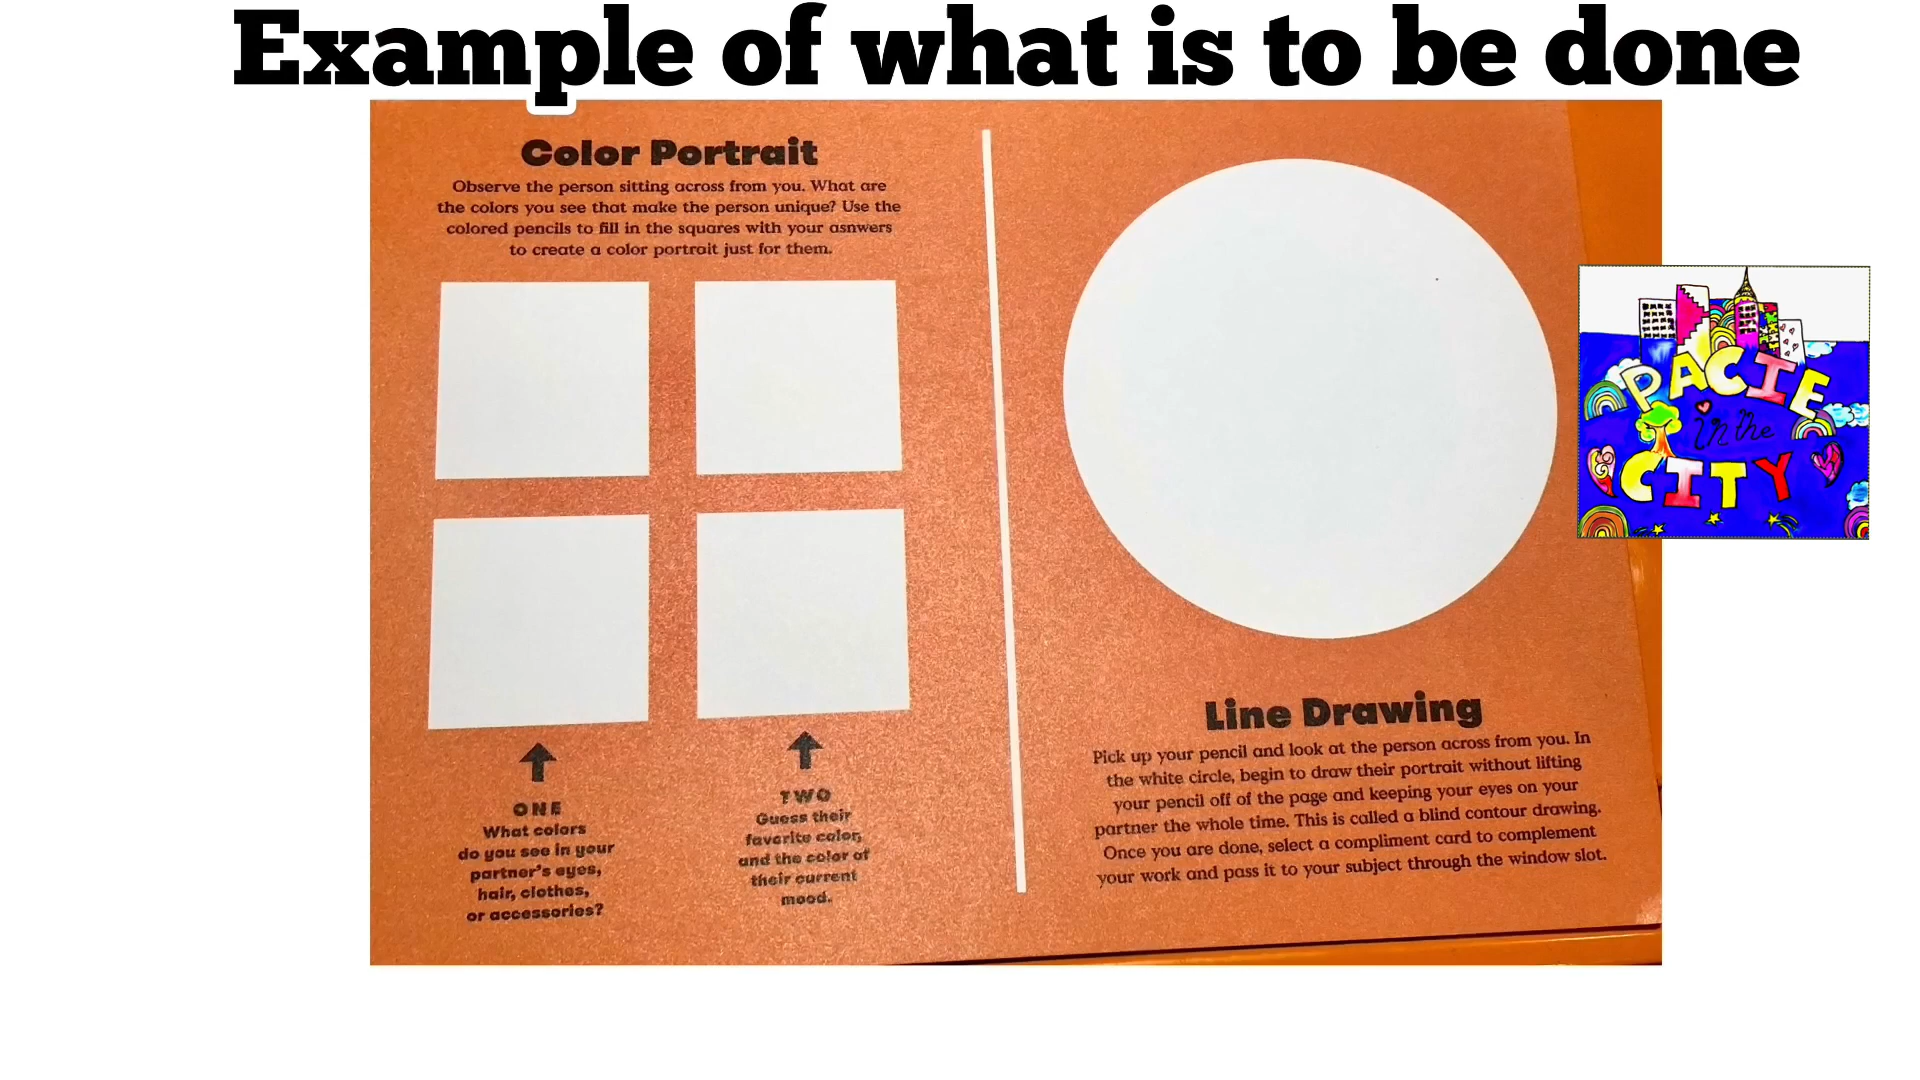 Example of what is to be done
Color Portrait
Observe the person sitting across from you. What are
the colors you see that make the person unique? Use the
colored pencils to fill in the squares with your asnwers
to create a color portrait just for them.
ONE
What colors
do you see in your
partner's eyes,
hair, clothes,
or accessories?
TWO
Guess their
favorite color,
and the color of
their current
mood.
Line Drawing
Pick up your pencil and look at the person across from you. In
the white circle, begin to draw their portrait without lifting
your pencil off of the page and keeping your eyes on your
partner the whole time. This is called a blind contour drawing.
Once you are done, select a compliment card to complement
your work and pass it to your subject through the window slot.
PACIE
in the
CITY